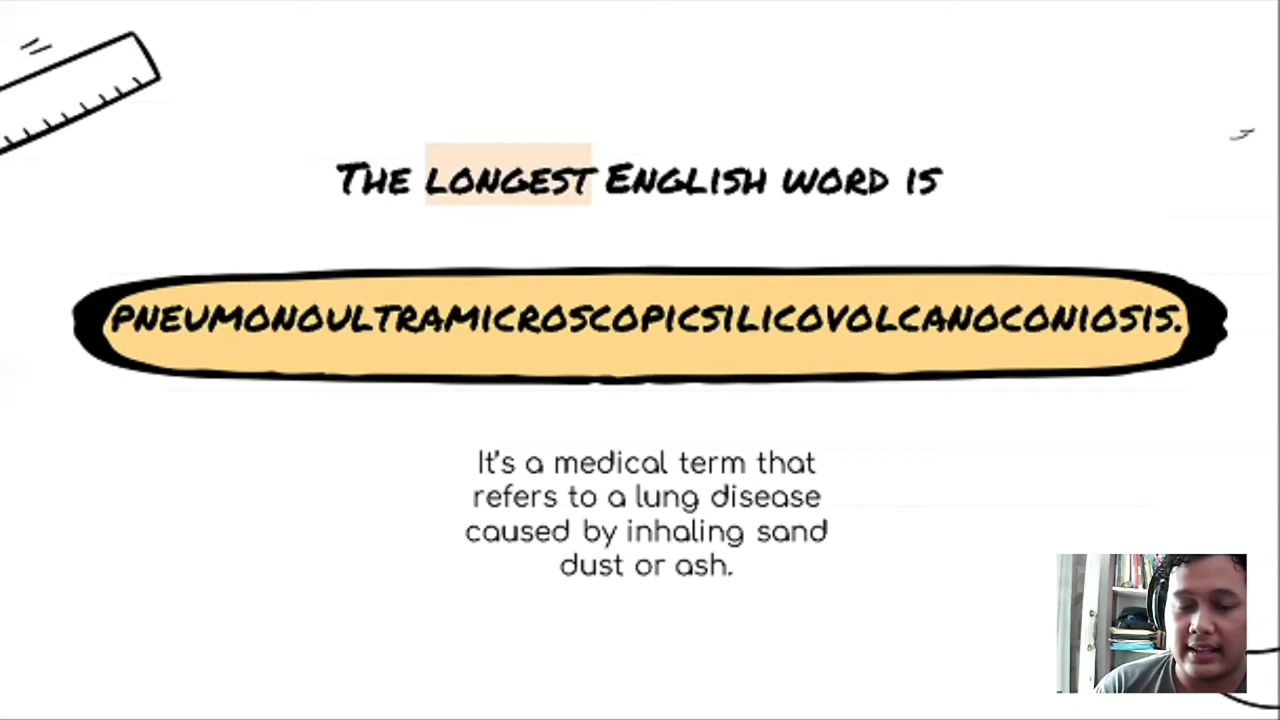 The longest English word is
pneumonoultramicroscopicsilicovolcanoconiosis.
It's a medical term that
refers to a lung disease
caused by inhaling sand
dust or ash.